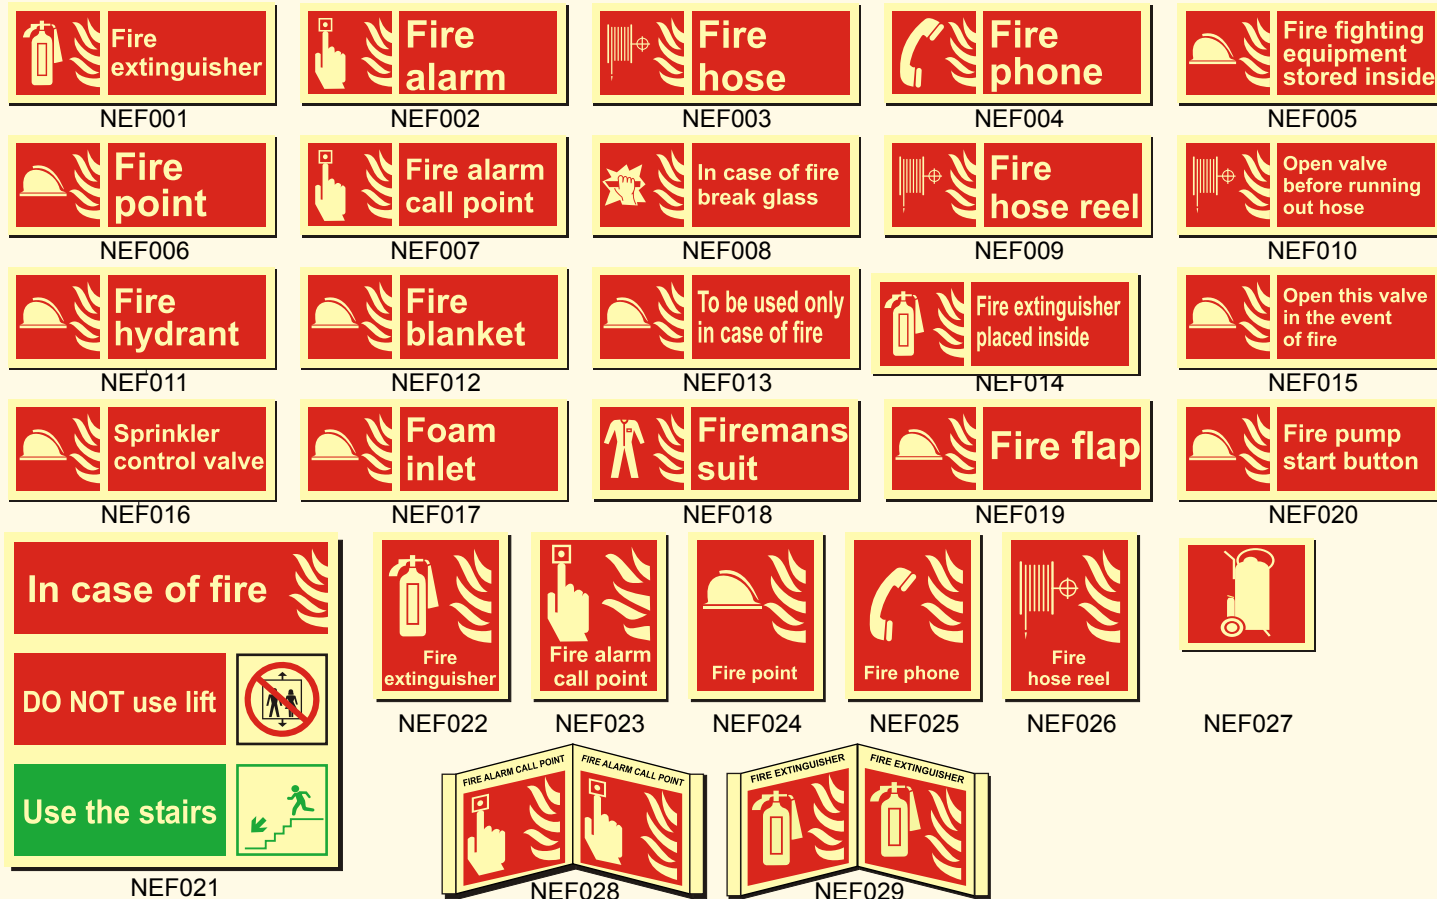 Fire
extinguisher
NEF001
Fire
alarm
NEF002
Fire
hose
NEF003
Fire
phone
NEF004
Fire fighting
equipment
stored inside
NEF005
Fire
point
NEF006
Fire alarm
call point
NEF007
In case of fire
break glass
NEF008
Fire
hose reel
NEF009
Open valve
before running
out hose
NEF010
Fire
hydrant
NEF011
Fire
blanket
NEF012
To be used only
in case of fire
NEF013
Fire extinguisher
placed inside
NEF014
Open this valve
in the event
of fire
NEF015
Sprinkler
control valve
NEF016
Foam
inlet
NEF017
Firemans
suit
NEF018
Fire flap
NEF019
Fire pump
start button
NEF020
In case of fire
DO NOT use lift
Use the stairs
NEF021
Fire
extinguisher
NEF022
Fire alarm
call point
NEF023
Fire point
NEF024
Fire phone
NEF025
Fire
hose reel
NEF026
NEF027
FIRE ALARM CALL POINT
FIRE ALARM CALL POINT
NEF028
FIRE EXTINGUISHER
FIRE EXTINGUISHER
NEF029